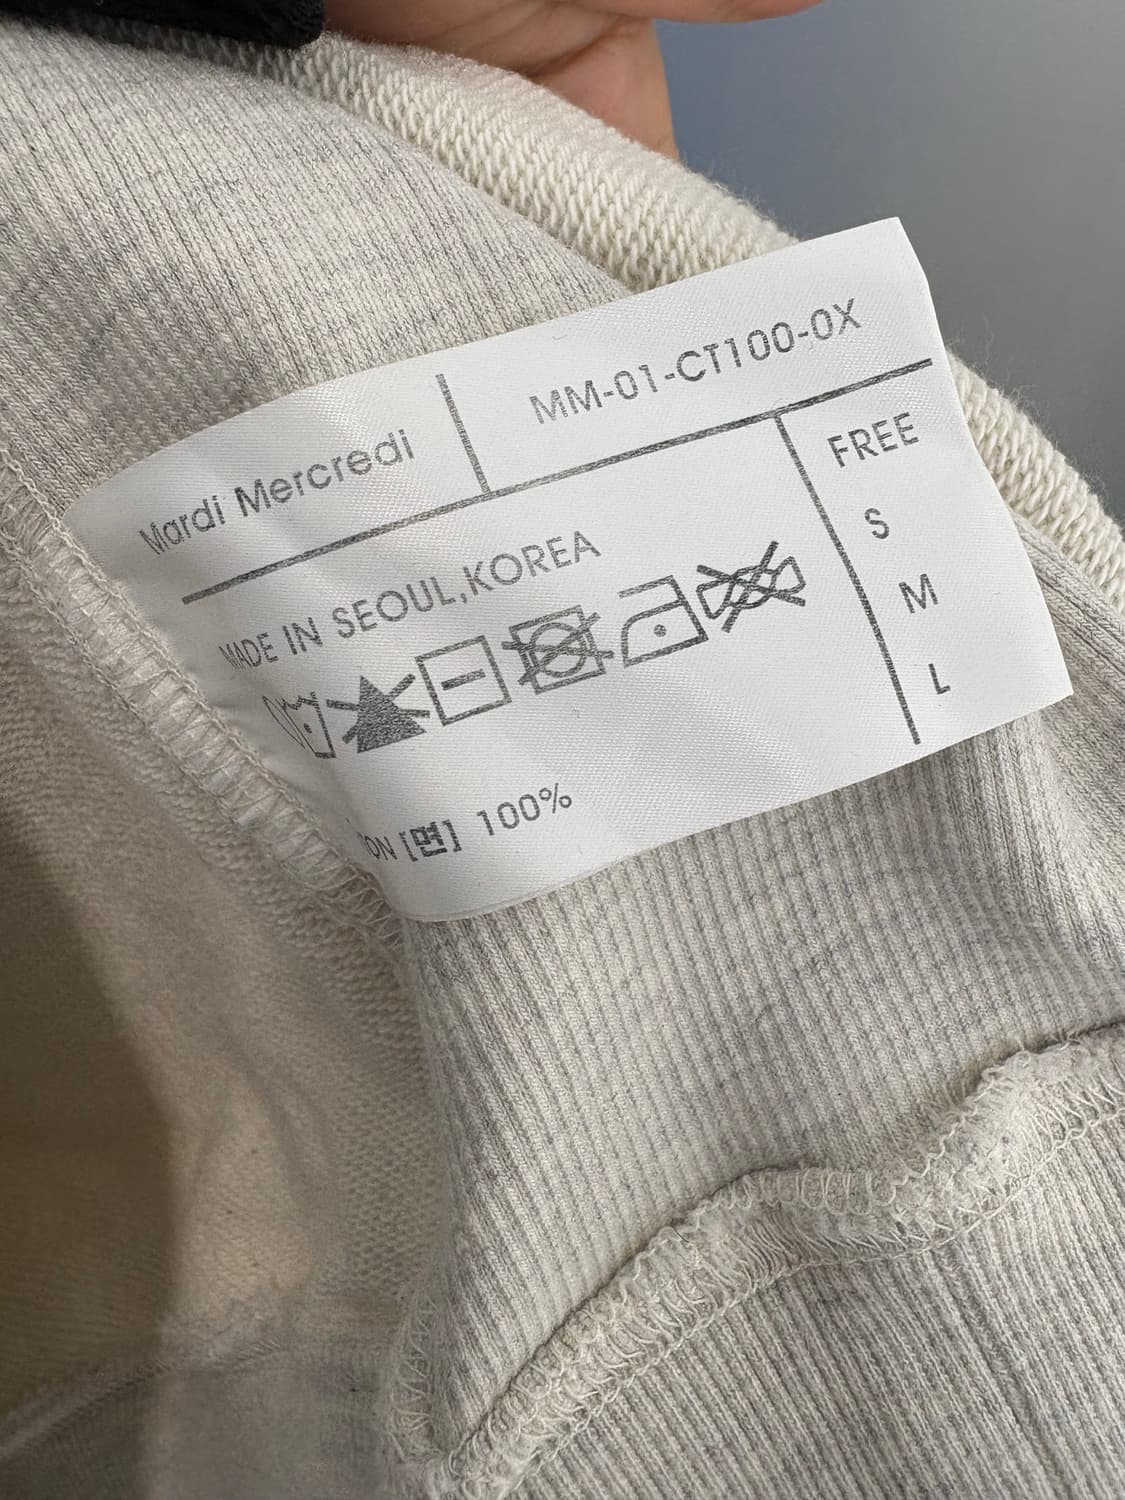 Mardi Mercredi
MM-01-CT100-0X
MADE IN SEOUL,KOREA
[면] 100%
FREE
S
M
L